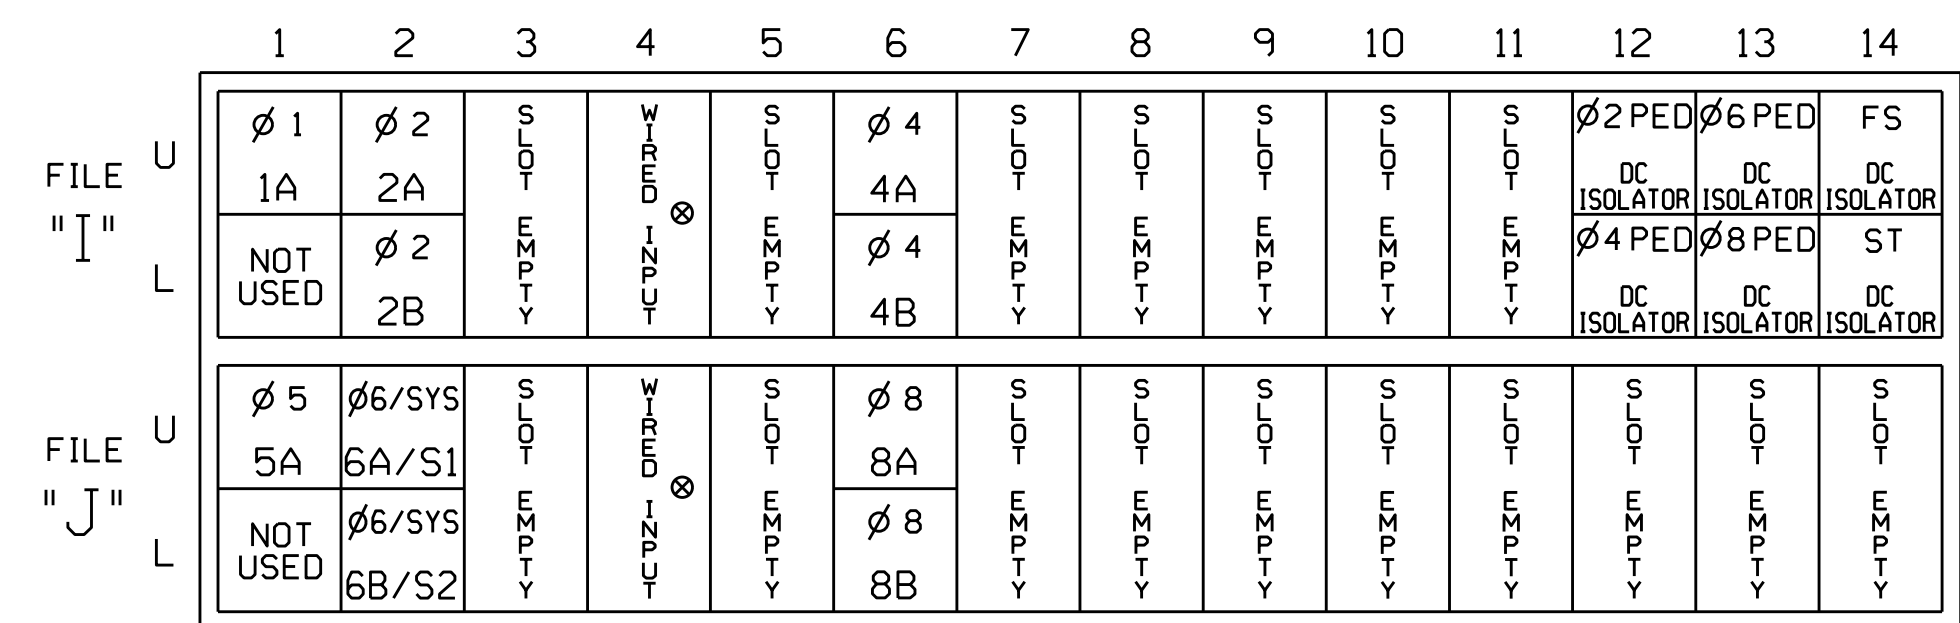 1 2 3 4 5 6 7 8 9 10 11 12 13 14
FILE "I"
U
L
Ø 1
1A
NOT
USED
Ø 2
2A
Ø 2
2B
SLOT EMPTY
WIRED INPUT
SLOT EMPTY
Ø 4
4A
Ø 4
4B
SLOT EMPTY
SLOT EMPTY
SLOT EMPTY
SLOT EMPTY
SLOT EMPTY
Ø2 PED
DC
ISOLATOR
Ø4 PED
DC
ISOLATOR
Ø6 PED
DC
ISOLATOR
Ø8 PED
DC
ISOLATOR
FS
DC
ISOLATOR
ST
DC
ISOLATOR
FILE "J"
U
L
Ø 5
5A
NOT
USED
Ø6/SYS
6A/S1
Ø6/SYS
6B/S2
SLOT EMPTY
WIRED INPUT
SLOT EMPTY
Ø 8
8A
Ø 8
8B
SLOT EMPTY
SLOT EMPTY
SLOT EMPTY
SLOT EMPTY
SLOT EMPTY
SLOT EMPTY
SLOT EMPTY
SLOT EMPTY